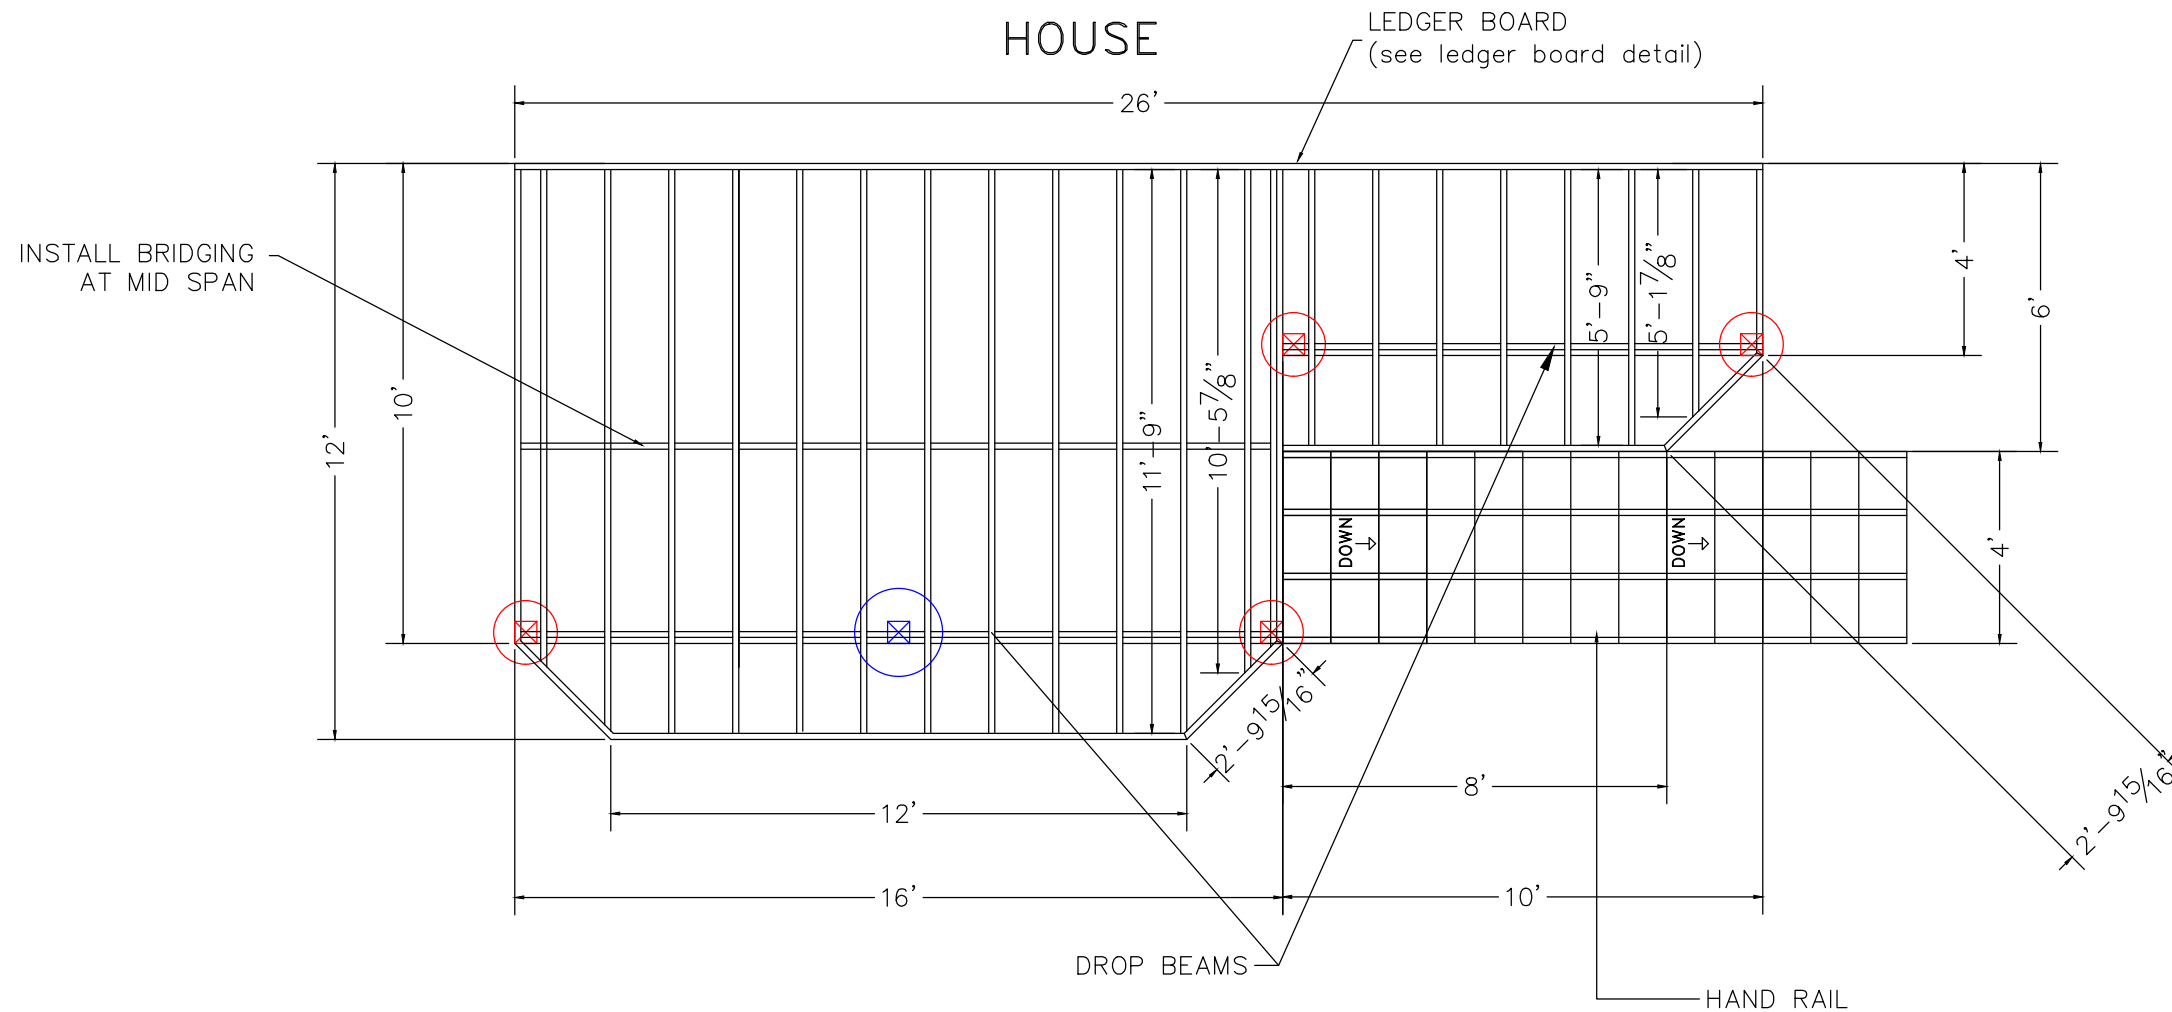 HOUSE
LEDGER BOARD
(see ledger board detail)
26'
INSTALL BRIDGING
AT MID SPAN
12'
10'
11'-9"
10'-5 7/8"
5'-9"
5'-1 7/8"
4'
6'
4'
DOWN
DOWN
2'-9 15/16"
2'-9 15/16"
12'
8'
16'
10'
DROP BEAMS
HAND RAIL